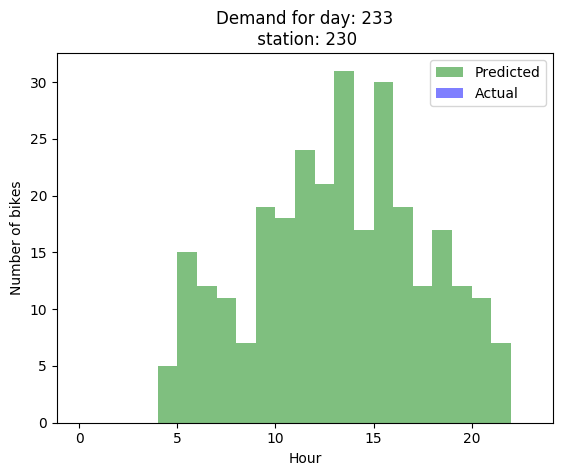 Demand for day: 233
station: 230
Predicted
Actual
30
25
20
15
10
5
0
Number of bikes
0 5 10 15 20
Hour